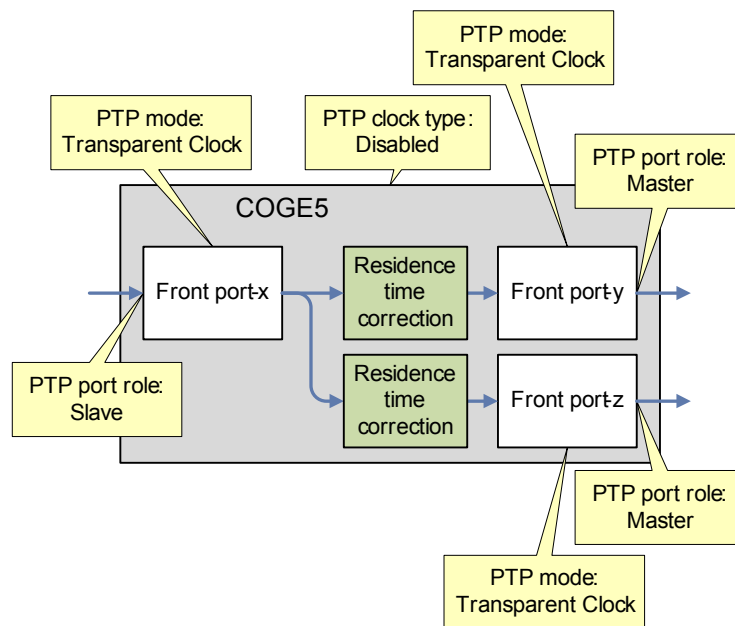 PTP mode:
Transparent Clock
PTP mode:
Transparent Clock
PTP clock type:
Disabled
PTP port role:
Master
COGE5
Front port-x
Residence
time
correction
Front port-y
PTP port role:
Slave
Residence
time
correction
Front port-z
PTP port role:
Master
PTP mode:
Transparent Clock